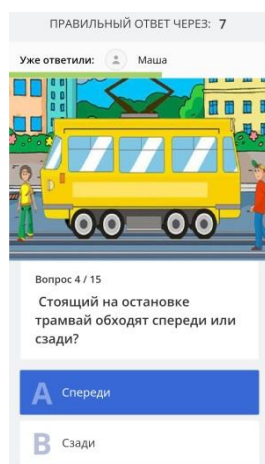 ПРАВИЛЬНЫЙ ОТВЕТ ЧЕРЕЗ: 7
Уже ответили: Маша
Вопрос 4 / 15
Стоящий на остановке
трамвай обходят спереди или
сзади?
A Спереди
B Сзади